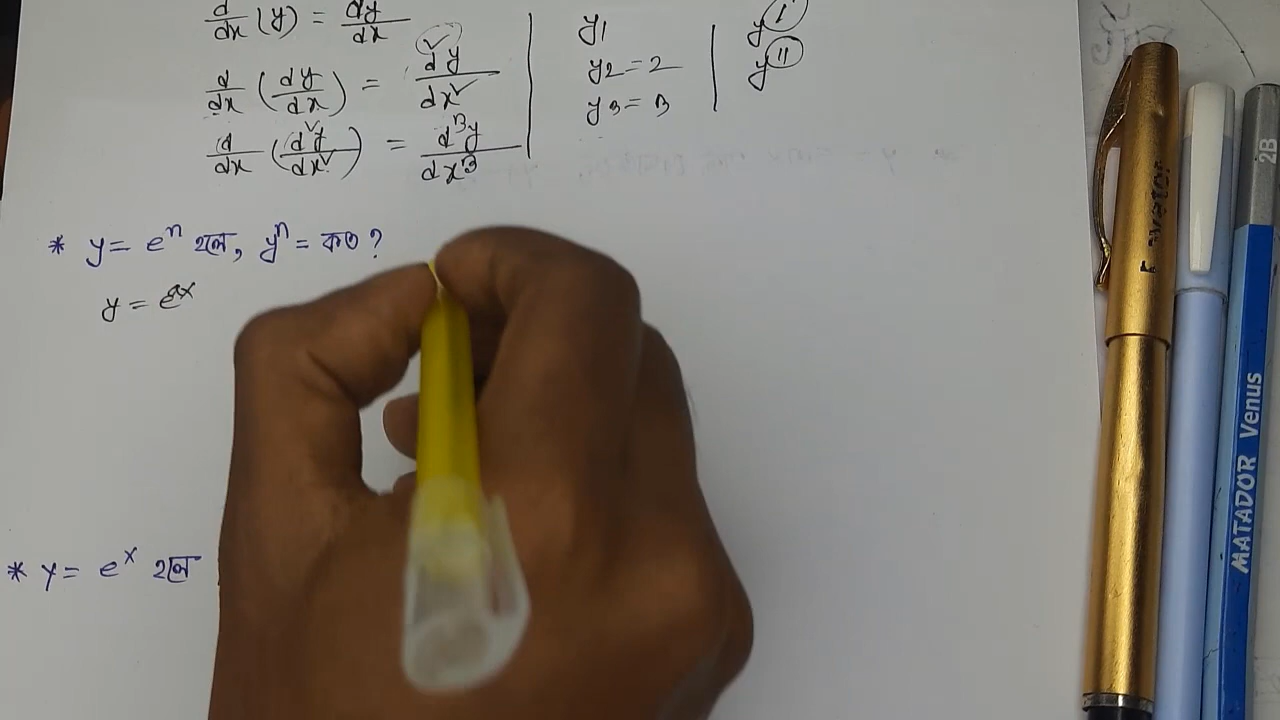 d/dx (y) = dy/dx
y1
y^I
d/dx (dy/dx) = d²y/dx²
y2 = 2
y^II
y3 = 3
d/dx (d²y/dx²) = d³y/dx³
* y = e^n হলে, y^n = কত ?
y = e^ax
* y = e^x হলে
MATADOR Venus
2B